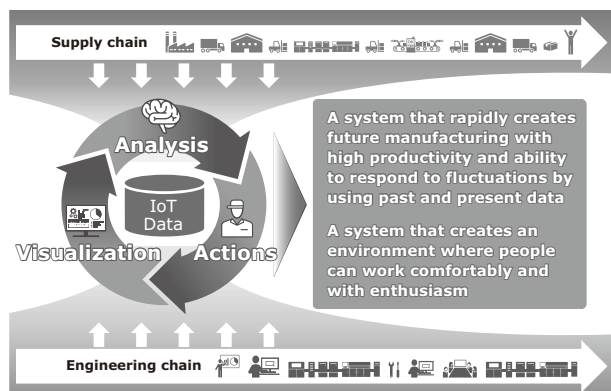 Supply chain
Analysis
IoT
Data
Visualization
Actions
A system that rapidly creates
future manufacturing with
high productivity and ability
to respond to fluctuations by
using past and present data
A system that creates an
environment where people
can work comfortably and
with enthusiasm
Engineering chain